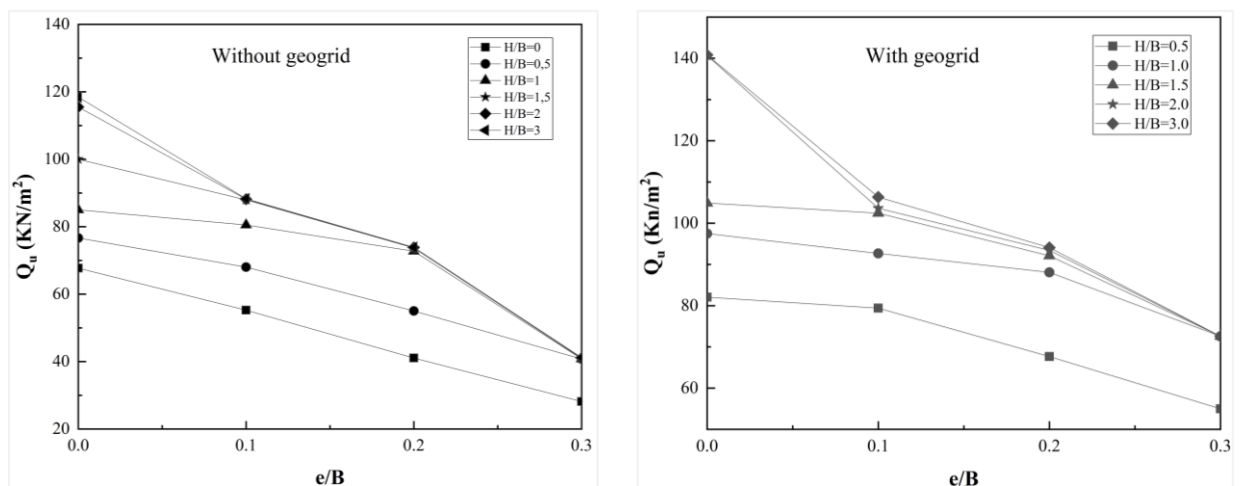 140
120
100
80
60
40
20
Q_u (KN/m²)
Without geogrid
H/B=0
H/B=0,5
H/B=1
H/B=1,5
H/B=2
H/B=3
0.0 0.1 0.2 0.3
e/B
140
120
100
80
60
Q_u (Kn/m²)
With geogrid
H/B=0.5
H/B=1.0
H/B=1.5
H/B=2.0
H/B=3.0
0.0 0.1 0.2 0.3
e/B